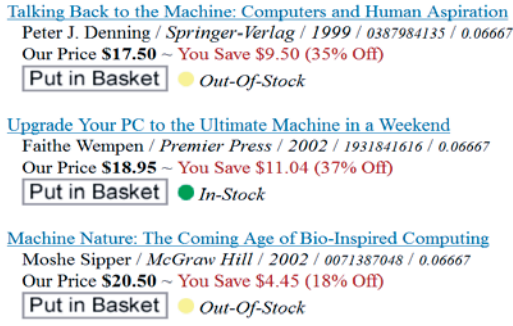 Talking Back to the Machine: Computers and Human Aspiration
Peter J. Denning / Springer-Verlag / 1999 / 0387984135 / 0.06667
Our Price $17.50 ~ You Save $9.50 (35% Off)
Put in Basket Out-Of-Stock
Upgrade Your PC to the Ultimate Machine in a Weekend
Faithe Wempen / Premier Press / 2002 / 1931841616 / 0.06667
Our Price $18.95 ~ You Save $11.04 (37% Off)
Put in Basket In-Stock
Machine Nature: The Coming Age of Bio-Inspired Computing
Moshe Sipper / McGraw Hill / 2002 / 0071387048 / 0.06667
Our Price $20.50 ~ You Save $4.45 (18% Off)
Put in Basket Out-Of-Stock